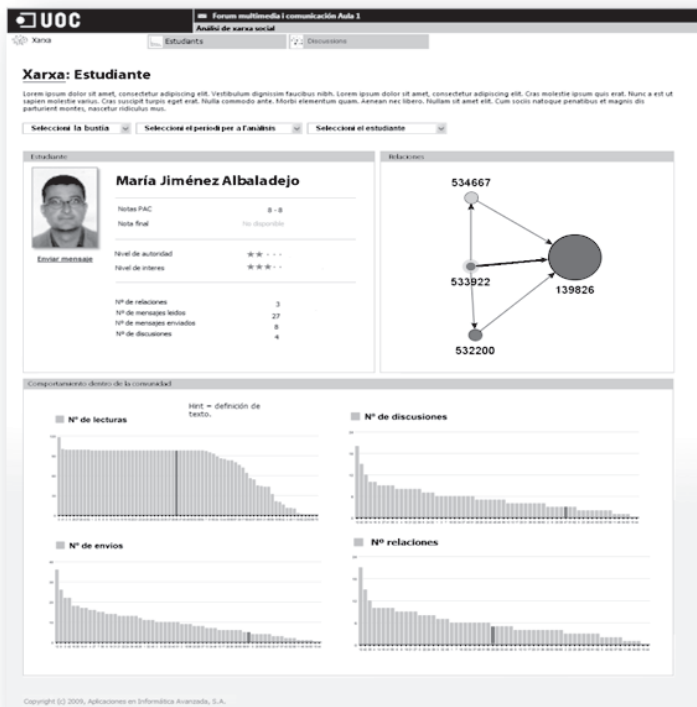 UOC
Forum multimedia i comunicación Aula 1
Análisi de xarxa social
Xarxa
Estudiants
Discussions
Xarxa: Estudiante
Lorem ipsum dolor sit amet, consectetur adipiscing elit. Vestibulum dignissim faucibus nibh. Lorem ipsum dolor sit amet, consectetur adipiscing elit. Cras molestie ipsum quis erat. Nunc a est ut
sapien molestie varius. Cras suscipit turpis eget erat. Nulla commodo ante. Morbi elementum quam. Aenean nec libero. Nullam sit amet elit. Cum sociis natoque penatibus et magnis dis
parturient montes, nascetur ridiculus mus.
Seleccioni la bustia
Seleccioni el periodi per a l'anàlisis
Seleccioni el estudiante
Estudiante
María Jiménez Albaladejo
Notas PAC 8 - 8
Nota final No disponible
Enviar mensaje
Nivel de autoridad
Nivel de interes
Nº de relaciones 3
Nº de mensajes leidos 27
Nº de mensajes enviados 8
Nº de discusiones 4
Relaciones
534667
533922
139826
532200
Comportamiento dentro de la comunidad
Nº de lecturas
Hint = definición de
texto.
Nº de discusiones
Nº de envios
Nº relaciones
Copyright (c) 2009, Aplicaciones en Informática Avanzada, S.A.